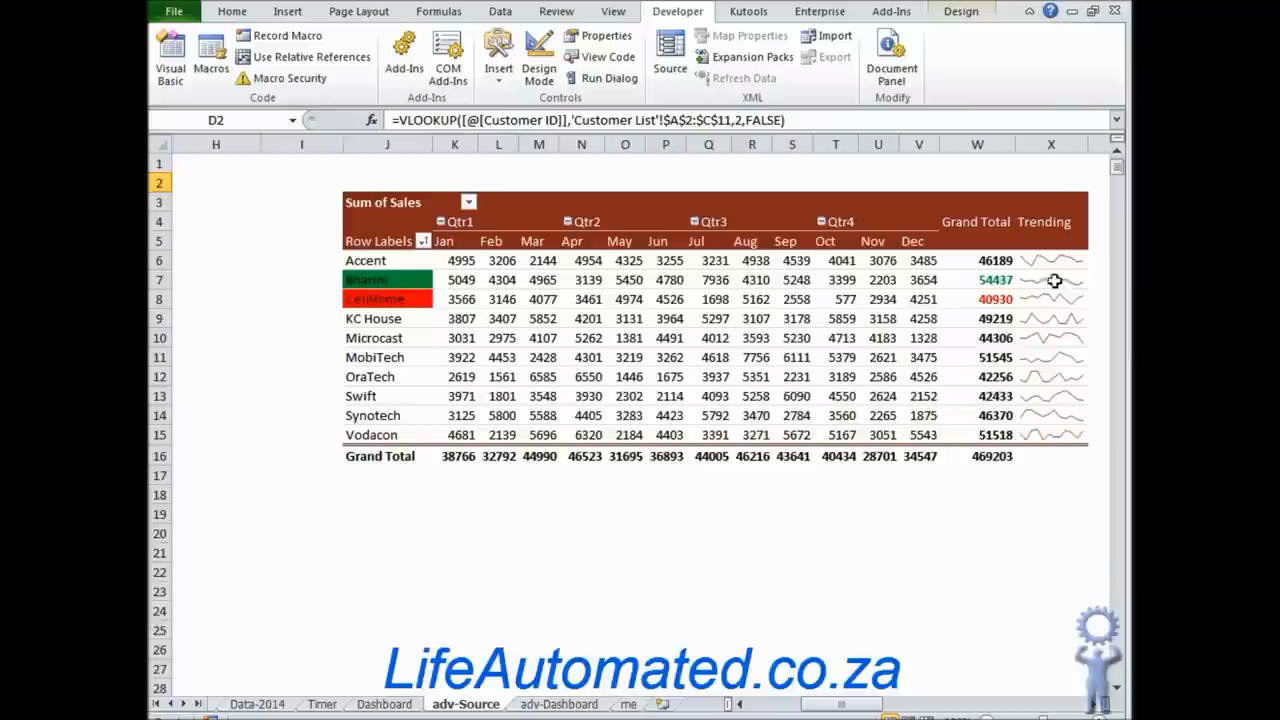 File Home Insert Page Layout Formulas Data Review View Developer Kutools Enterprise Add-Ins Design
Visual Basic
Macros
Record Macro
Use Relative References
Macro Security
Code
Add-Ins
COM Add-Ins
Add-Ins
Insert
Design Mode
Properties
View Code
Run Dialog
Controls
Source
Map Properties
Expansion Packs
Refresh Data
Import
Export
XML
Document Panel
Modify
D2 fx =VLOOKUP([@[Customer ID]],'Customer List'!$A$2:$C$11,2,FALSE)
H I J K L M N O P Q R S T U V W X
1
2
3 Sum of Sales
4 Qtr1 Qtr2 Qtr3 Qtr4 Grand Total Trending
5 Row Labels Jan Feb Mar Apr May Jun Jul Aug Sep Oct Nov Dec
6 Accent 4995 3206 2144 4954 4325 3255 3231 4938 4539 4041 3076 3485 46189
7 Bharini 5049 4304 4965 3139 5450 4780 7936 4310 5248 3399 2203 3654 54437
8 CellHome 3566 3146 4077 3461 4974 4526 1698 5162 2558 577 2934 4251 40930
9 KC House 3807 3407 5852 4201 3131 3964 5297 3107 3178 5859 3158 4258 49219
10 Microcast 3031 2975 4107 5262 1381 4491 4012 3593 5230 4713 4183 1328 44306
11 MobiTech 3922 4453 2428 4301 3219 3262 4618 7756 6111 5379 2621 3475 51545
12 OraTech 2619 1561 6585 6550 1446 1675 3937 5351 2231 3189 2586 4526 42256
13 Swift 3971 1801 3548 3930 2302 2114 4093 5258 6090 4550 2624 2152 42433
14 Synotech 3125 5800 5588 4405 3283 4423 5792 3470 2784 3560 2265 1875 46370
15 Vodacon 4681 2139 5696 6320 2184 4403 3391 3271 5672 5167 3051 5543 51518
16 Grand Total 38766 32792 44990 46523 31695 36893 44005 46216 43641 40434 28701 34547 469203
17
18
19
20
21
22
23
24
25
26
27
28
LifeAutomated.co.za
Data-2014 Timer Dashboard adv-Source adv-Dashboard me